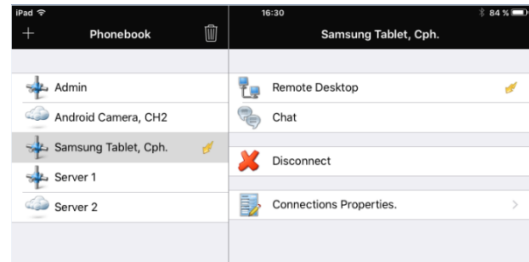 iPad 16:30 84 %
Phonebook
Samsung Tablet, Cph.
Admin
Android Camera, CH2
Samsung Tablet, Cph.
Server 1
Server 2
Remote Desktop
Chat
Disconnect
Connections Properties.